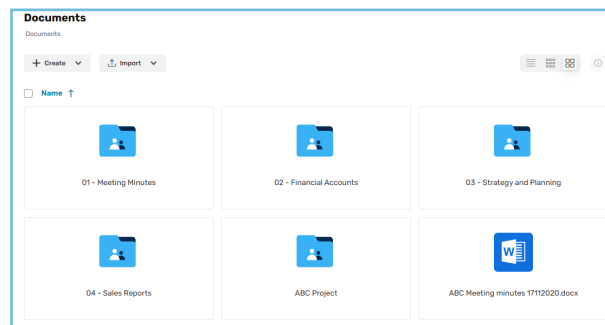 Documents
Documents
Create
Import
Name
01 - Meeting Minutes
02 - Financial Accounts
03 - Strategy and Planning
W
04 - Sales Reports
ABC Project
ABC Meeting minutes 17112020.docx